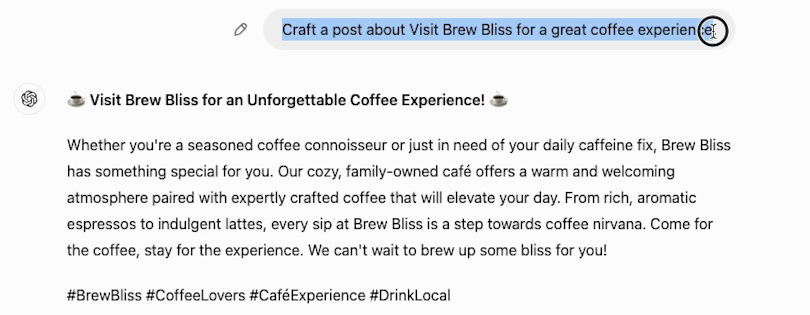 Craft a post about Visit Brew Bliss for a great coffee experience
☕ Visit Brew Bliss for an Unforgettable Coffee Experience! ☕
Whether you're a seasoned coffee connoisseur or just in need of your daily caffeine fix, Brew Bliss
has something special for you. Our cozy, family-owned café offers a warm and welcoming
atmosphere paired with expertly crafted coffee that will elevate your day. From rich, aromatic
espressos to indulgent lattes, every sip at Brew Bliss is a step towards coffee nirvana. Come for
the coffee, stay for the experience. We can't wait to brew up some bliss for you!
#BrewBliss #CoffeeLovers #CaféExperience #DrinkLocal